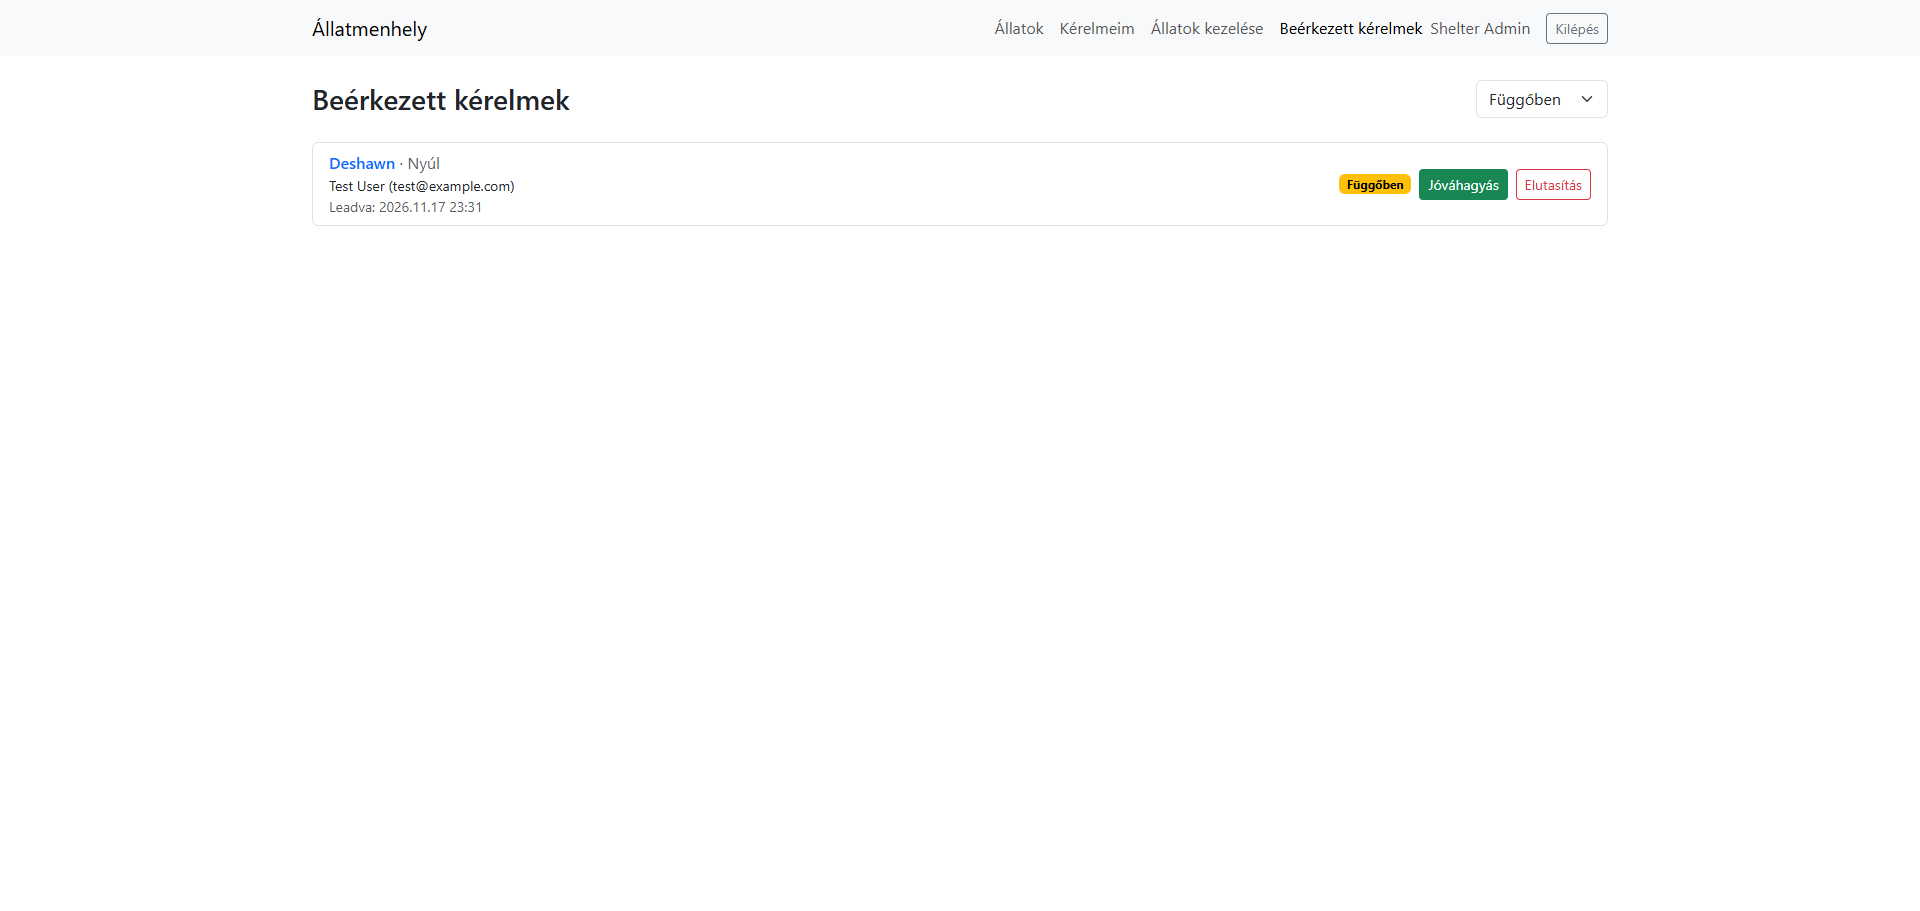 Állatmenhely
Állatok Kérelmeim Állatok kezelése Beérkezett kérelmek Shelter Admin Kilépés
Beérkezett kérelmek
Függőben
Deshawn · Nyúl
Test User (test@example.com)
Leadva: 2026.11.17 23:31
Függőben Jóváhagyás Elutasítás